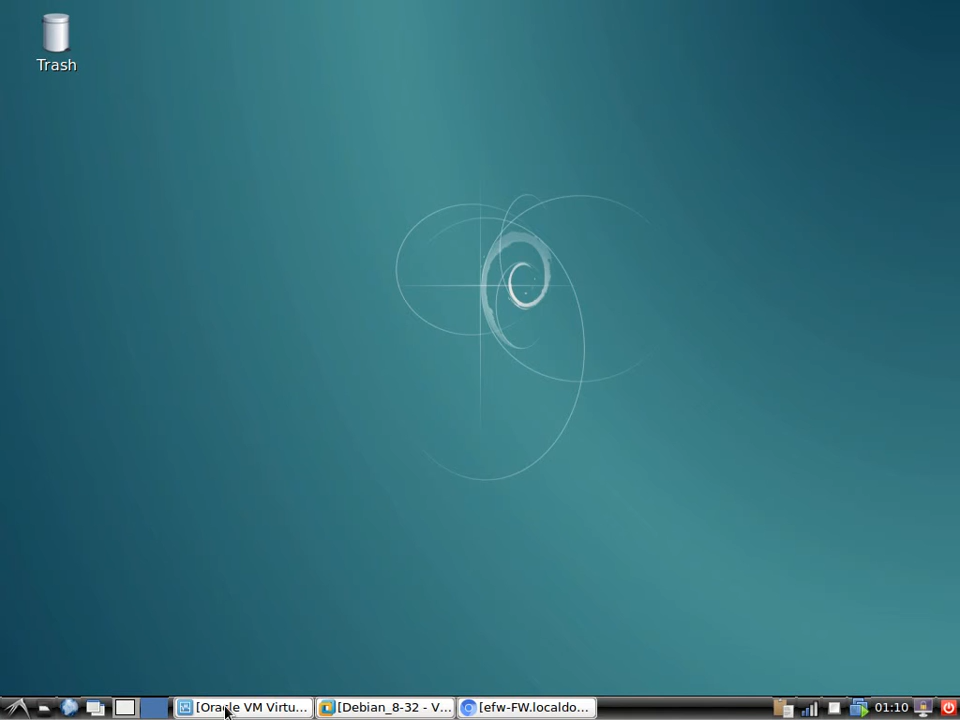 Trash
[Oracle VM Virtu...
[Debian_8-32 - V...
[efw-FW.localdo...
01:10